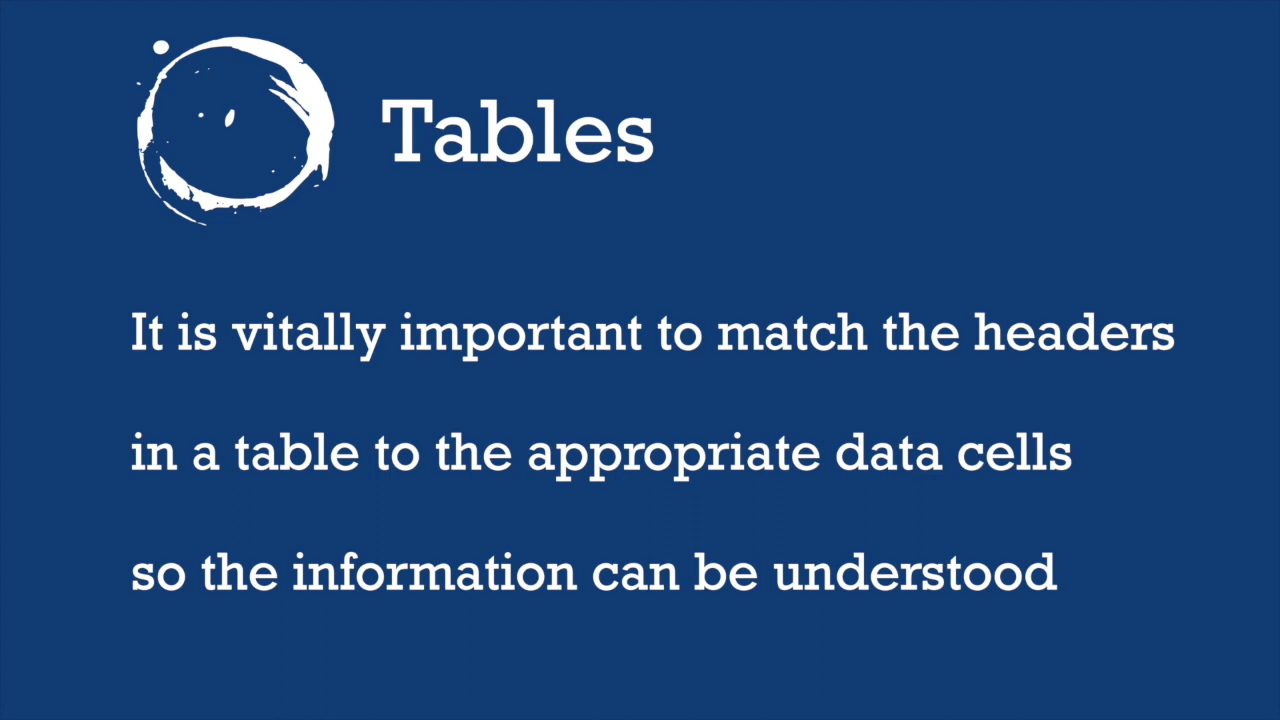 Tables
It is vitally important to match the headers
in a table to the appropriate data cells
so the information can be understood